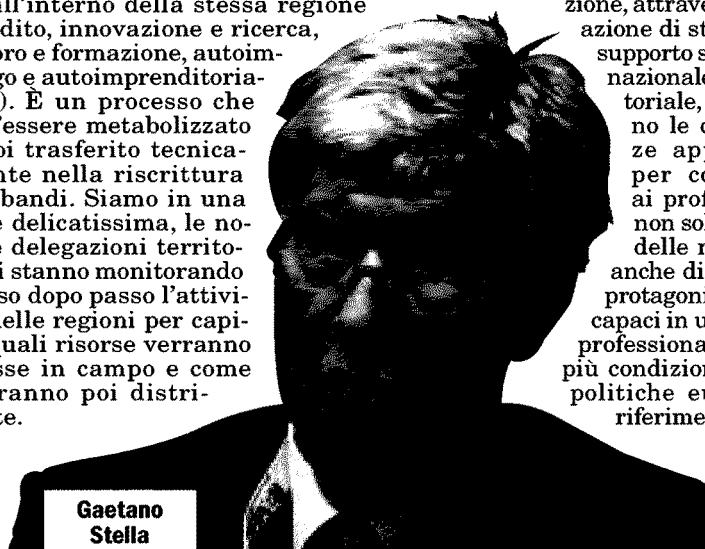 all'interno della stessa regione
dito, innovazione e ricerca,
oro e formazione, autoim-
go e autoimprenditoria-
). È un processo che
'essere metabolizzato
oi trasferito tecnica-
nte nella riscrittura
bandi. Siamo in una
e delicatissima, le no-
e delegazioni territo-
i stanno monitorando
so dopo passo l'attivi-
elle regioni per capi-
quali risorse verranno
sse in campo e come
ranno poi distri-
te.
Gaetano
Stella
zione, attrave
azione di st
supporto s
nazionale
toriale,
no le c
ze ap
per co
ai prof
non sol
delle r
anche di
protagoni
capaci in u
professiona
più condizion
politiche eu
riferime